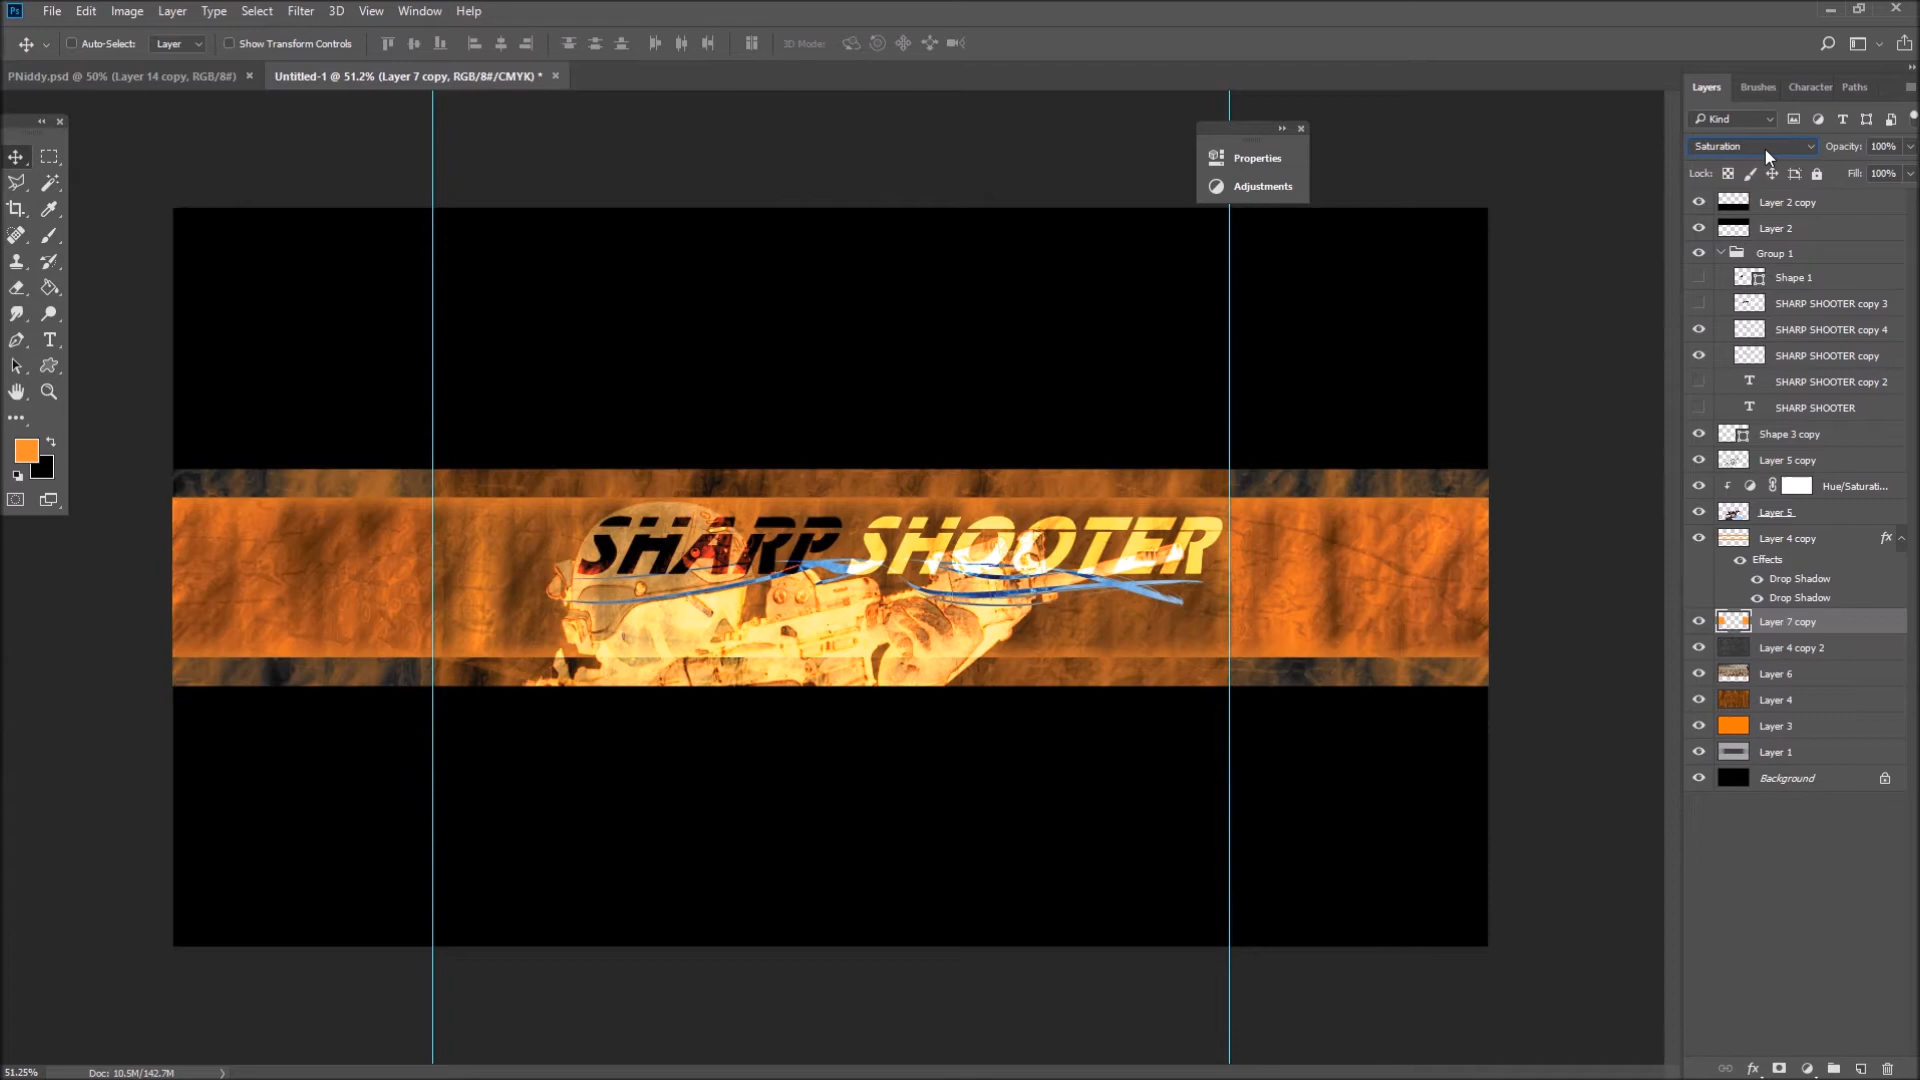 Ps File Edit Image Layer Type Select Filter 3D View Window Help
Auto-Select: Layer Show Transform Controls 3D Mode:
PNiddy.psd @ 50% (Layer 14 copy, RGB/8#) × Untitled-1 @ 51.2% (Layer 7 copy, RGB/8#/CMYK) * ×
Layers Brushes Character Paths
Kind
Saturation Opacity: 100%
Lock: Fill: 100%
Properties
Adjustments
Layer 2 copy
Layer 2
Group 1
Shape 1
SHARP SHOOTER copy 3
SHARP SHOOTER copy 4
SHARP SHOOTER copy
SHARP SHOOTER copy 2
SHARP SHOOTER
Shape 3 copy
Layer 5 copy
Hue/Saturati...
Layer 5
Layer 4 copy fx
Effects
Drop Shadow
Drop Shadow
Layer 7 copy
Layer 4 copy 2
Layer 6
Layer 4
Layer 3
Layer 1
Background
SHARP SHOOTER
51.25% Doc: 10.5M/142.7M
fx